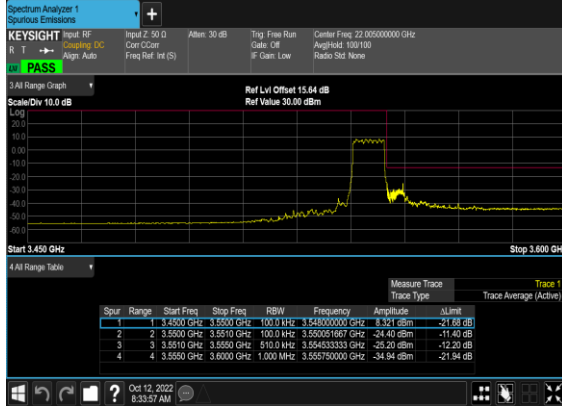 Spectrum Analyzer 1
Spurious Emissions
KEYSIGHT
R T
LXI PASS
Input: RF
Coupling: DC
Align: Auto
Input Z: 50 Ω
Corr CCorr
Freq Ref: Int (S)
Atten: 30 dB
Trig: Free Run
Gate: Off
IF Gain: Low
Center Freq: 22.005000000 GHz
Avg|Hold: 100/100
Radio Std: None
3 All Range Graph
Scale/Div 10.0 dB
Ref Lvl Offset 15.64 dB
Ref Value 30.00 dBm
Log
20.0
10.0
0.00
-10.0
-20.0
-30.0
-40.0
-50.0
-60.0
Start 3.450 GHz
Stop 3.600 GH
4 All Range Table
Measure Trace Trace 1
Trace Type Trace Average (Active)
Spur Range Start Freq Stop Freq RBW Frequency Amplitude ΔLimit
1 1 3.4500 GHz 3.5500 GHz 100.0 kHz 3.548000000 GHz 8.321 dBm -21.68 dB
2 2 3.5500 GHz 3.5510 GHz 100.0 kHz 3.550051667 GHz -24.40 dBm -11.40 dB
3 3 3.5510 GHz 3.5550 GHz 510.0 kHz 3.554533333 GHz -25.20 dBm -12.20 dB
4 4 3.5550 GHz 3.6000 GHz 1.000 MHz 3.555750000 GHz -34.94 dBm -21.94 dB
?
Oct 12, 2022
8:33:57 AM